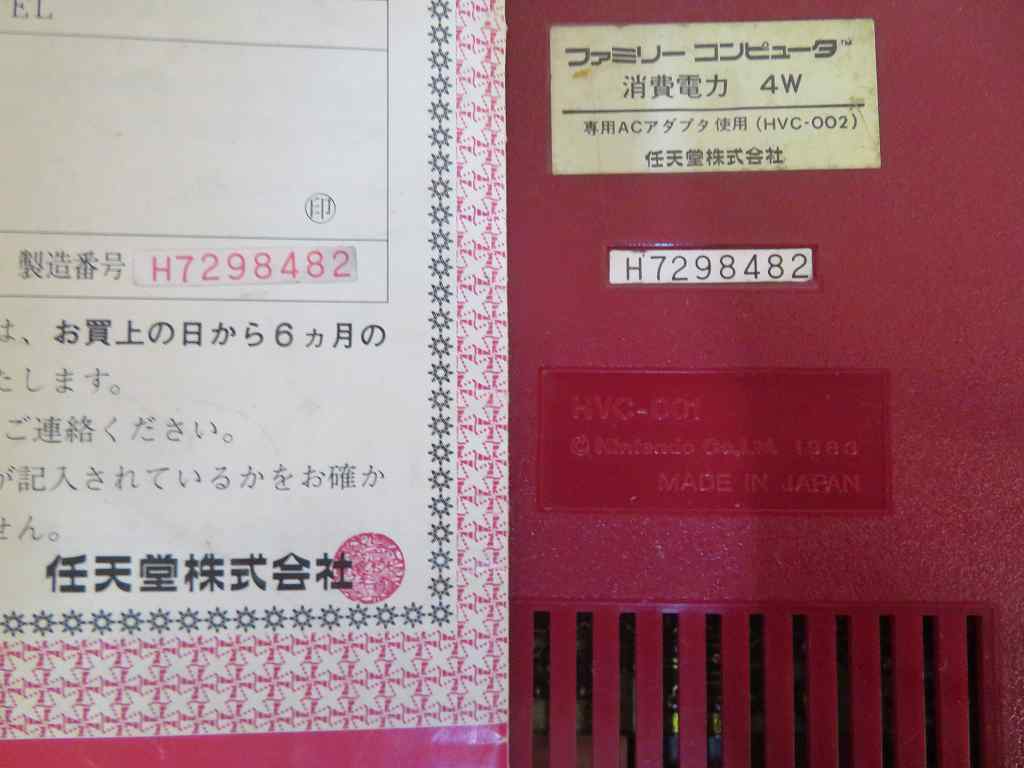 EL
印
製造番号 H7298482
は、お買上の日から6ヵ月の
たします。
ご連絡ください。
が記入されているかをお確か
せん。
任天堂株式会社
ファミリー コンピュータ™
消費電力 4W
専用ACアダプタ使用(HVC-002)
任天堂株式会社
H7298482
HVC-001
© Nintendo Co.,Ltd. 1983
MADE IN JAPAN